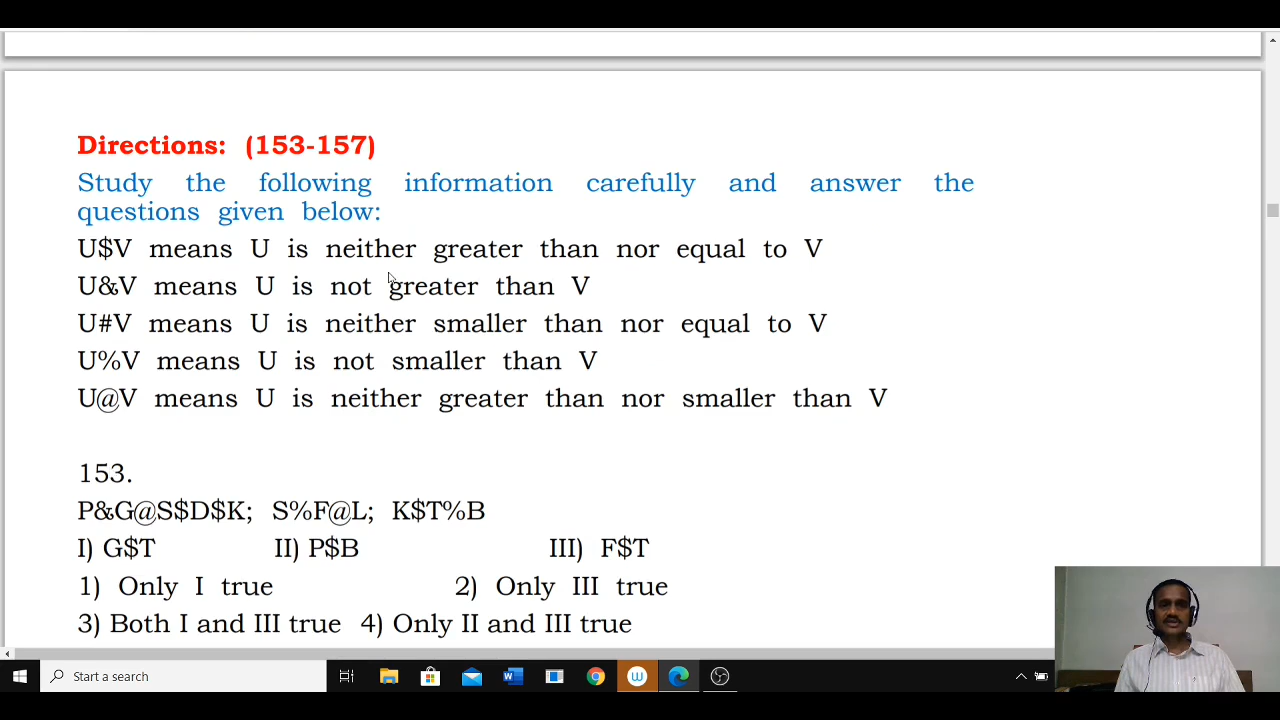 Directions: (153-157)
Study the following information carefully and answer the
questions given below:
U$V means U is neither greater than nor equal to V
U&V means U is not greater than V
U#V means U is neither smaller than nor equal to V
U%V means U is not smaller than V
U@V means U is neither greater than nor smaller than V
153.
P&G@S$D$K; S%F@L; K$T%B
I) G$T II) P$B III) F$T
1) Only I true 2) Only III true
3) Both I and III true 4) Only II and III true
Start a search